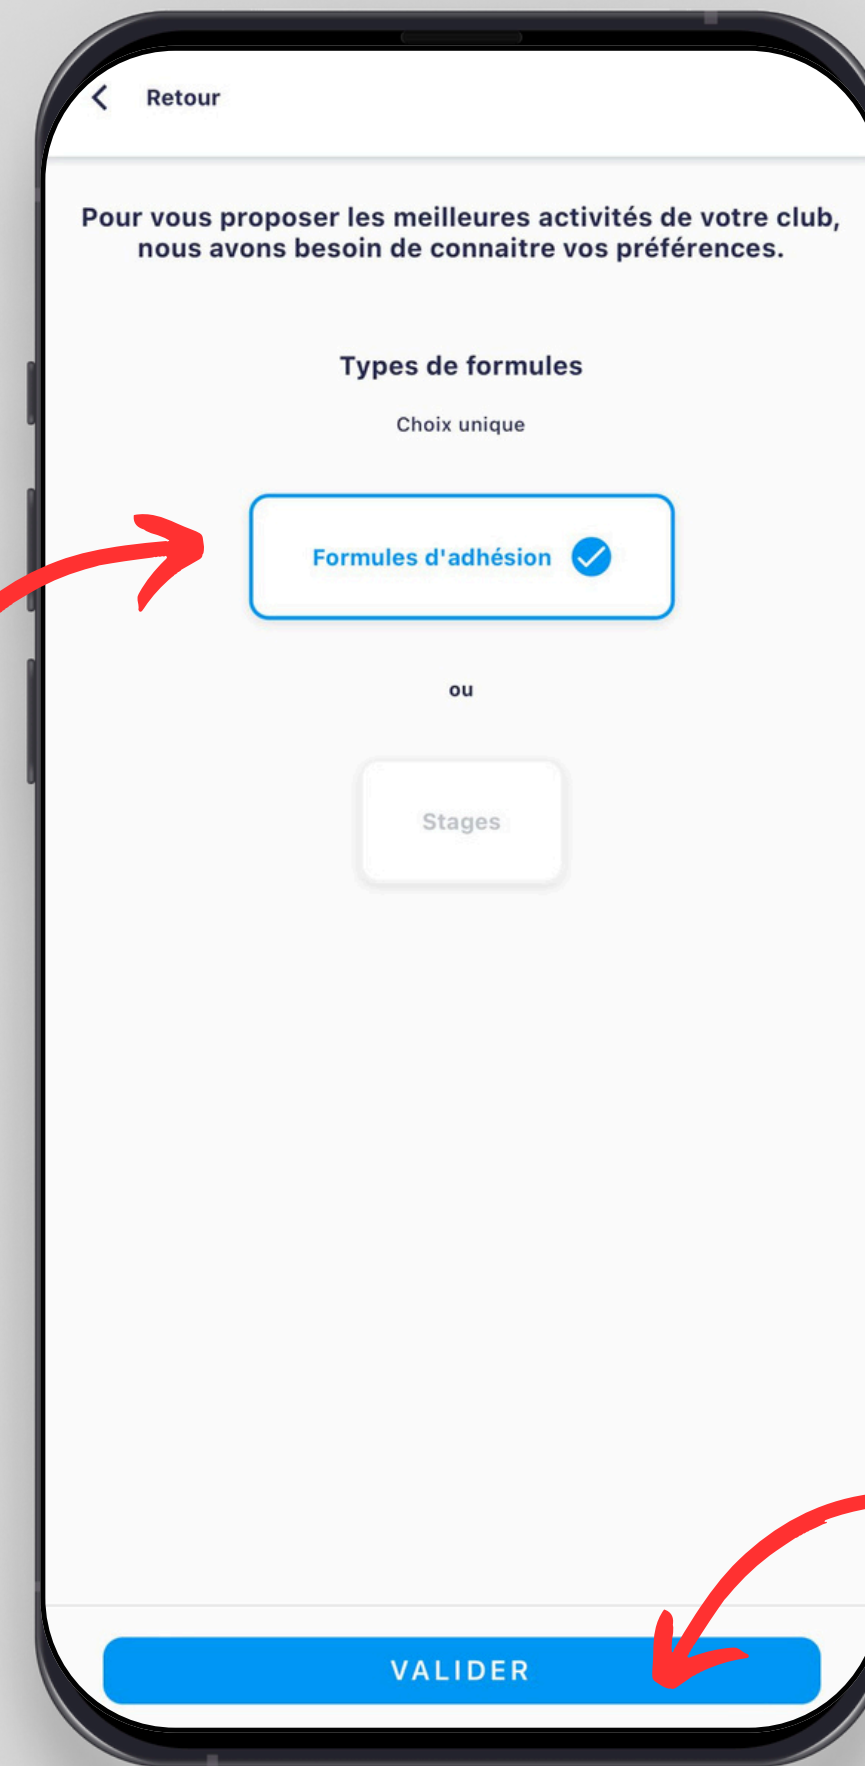 Retour
Pour vous proposer les meilleures activités de votre club,
nous avons besoin de connaitre vos préférences.
Types de formules
Choix unique
Formules d'adhésion
ou
Stages
VALIDER